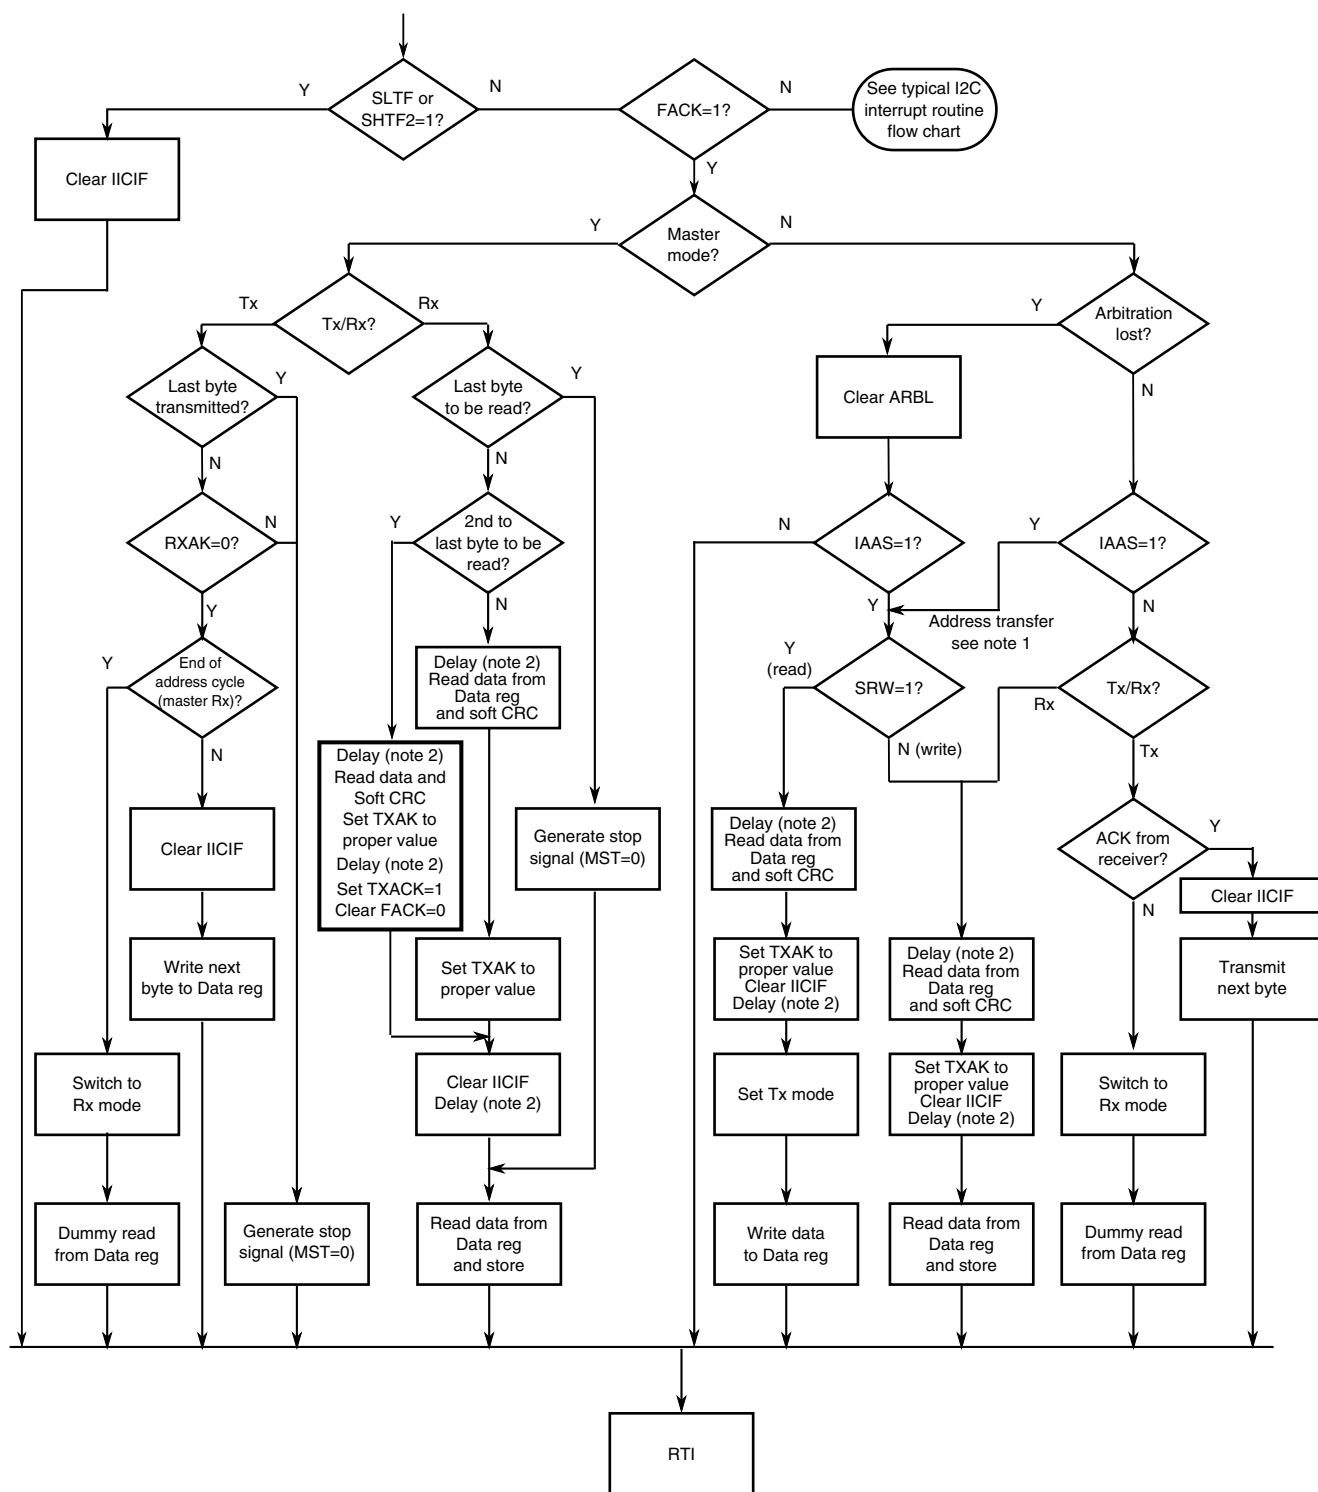 Y
SLTF or
SHTF2=1?
N
FACK=1?
N
See typical I2C
interrupt routine
flow chart
Clear IICIF
Y
Y
Master
mode?
N
Tx
Tx/Rx?
Rx
Y
Arbitration
lost?
Last byte
transmitted?
Y
Last byte
to be read?
Y
Clear ARBL
N
N
N
RXAK=0?
N
Y
2nd to
last byte to be
read?
N
IAAS=1?
Y
IAAS=1?
Y
N
Y
Address transfer
see note 1
N
Y
End of
address cycle
(master Rx)?
Delay (note 2)
Read data from
Data reg
and soft CRC
Y
(read)
SRW=1?
Rx
Tx/Rx?
N
N (write)
Tx
Delay (note 2)
Read data and
Soft CRC
Set TXAK to
proper value
Delay (note 2)
Set TXACK=1
Clear FACK=0
Clear IICIF
Generate stop
signal (MST=0)
Delay (note 2)
Read data from
Data reg
and soft CRC
ACK from
receiver?
Y
N
Clear IICIF
Write next
byte to Data reg
Set TXAK to
proper value
Set TXAK to
proper value
Clear IICIF
Delay (note 2)
Delay (note 2)
Read data from
Data reg
and soft CRC
Transmit
next byte
Switch to
Rx mode
Clear IICIF
Delay (note 2)
Set Tx mode
Set TXAK to
proper value
Clear IICIF
Delay (note 2)
Switch to
Rx mode
Dummy read
from Data reg
Generate stop
signal (MST=0)
Read data from
Data reg
and store
Write data
to Data reg
Read data from
Data reg
and store
Dummy read
from Data reg
RTI